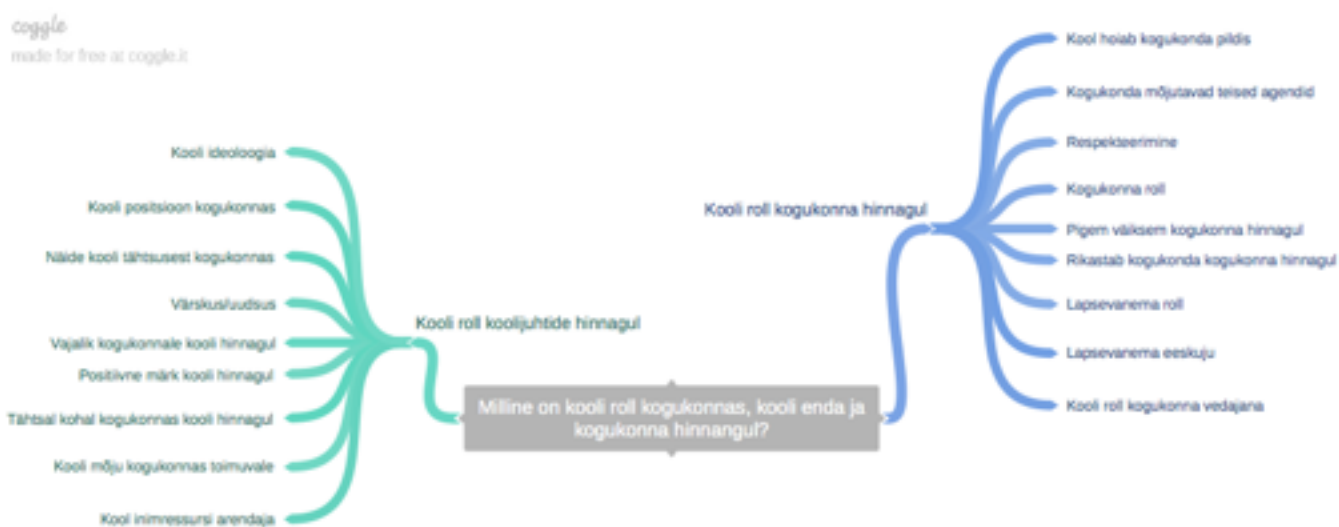 coggle
made for free at coggle.it
Kooli ideoloogia
Kooli positsioon kogukonnas
Näide kooli tähtsusest kogukonnas
Värskus/uudsus
Vajalik kogukonnale kooli hinnagul
Positiivne märk kooli hinnagul
Tähtsal kohal kogukonnas kooli hinnagul
Kooli mõju kogukonnas toimuvale
Kool inimressursi arendaja
Kooli roll koolijuhtide hinnagul
Milline on kooli roll kogukonnas, kooli enda ja
kogukonna hinnangul?
Kooli roll kogukonna hinnagul
Kool hoiab kogukonda pildis
Kogukonda mõjutavad teised agendid
Respekteerimine
Kogukonna roll
Pigem väiksem kogukonna hinnagul
Rikastab kogukonda kogukonna hinnagul
Lapsevanema roll
Lapsevanema eeskuju
Kooli roll kogukonna vedajana